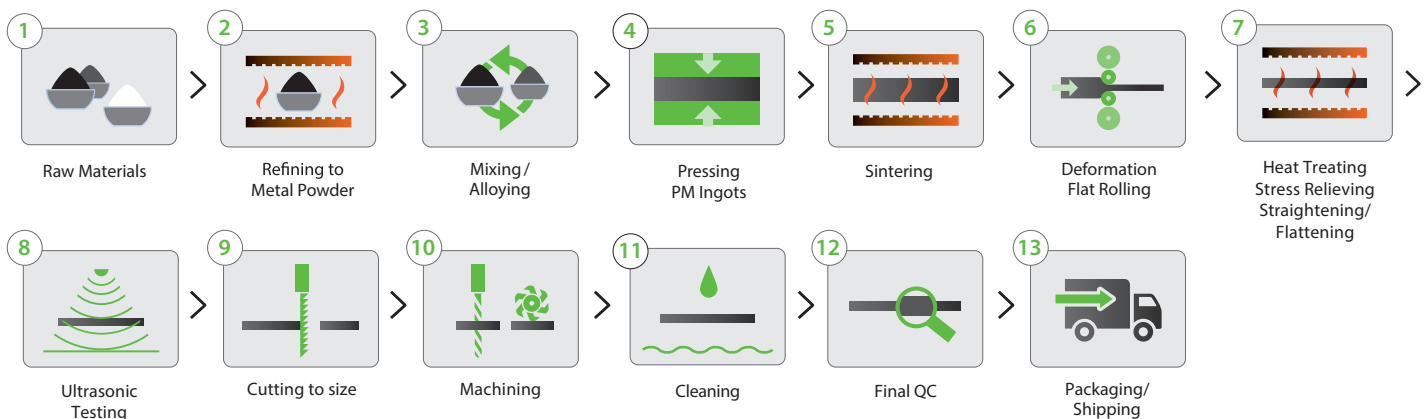 1
Raw Materials
2
Refining to
Metal Powder
3
Mixing/
Alloying
4
Pressing
PM Ingots
5
Sintering
6
Deformation
Flat Rolling
7
Heat Treating
Stress Relieving
Straightening/
Flattening
8
Ultrasonic
Testing
9
Cutting to size
10
Machining
11
Cleaning
12
Final QC
13
Packaging/
Shipping